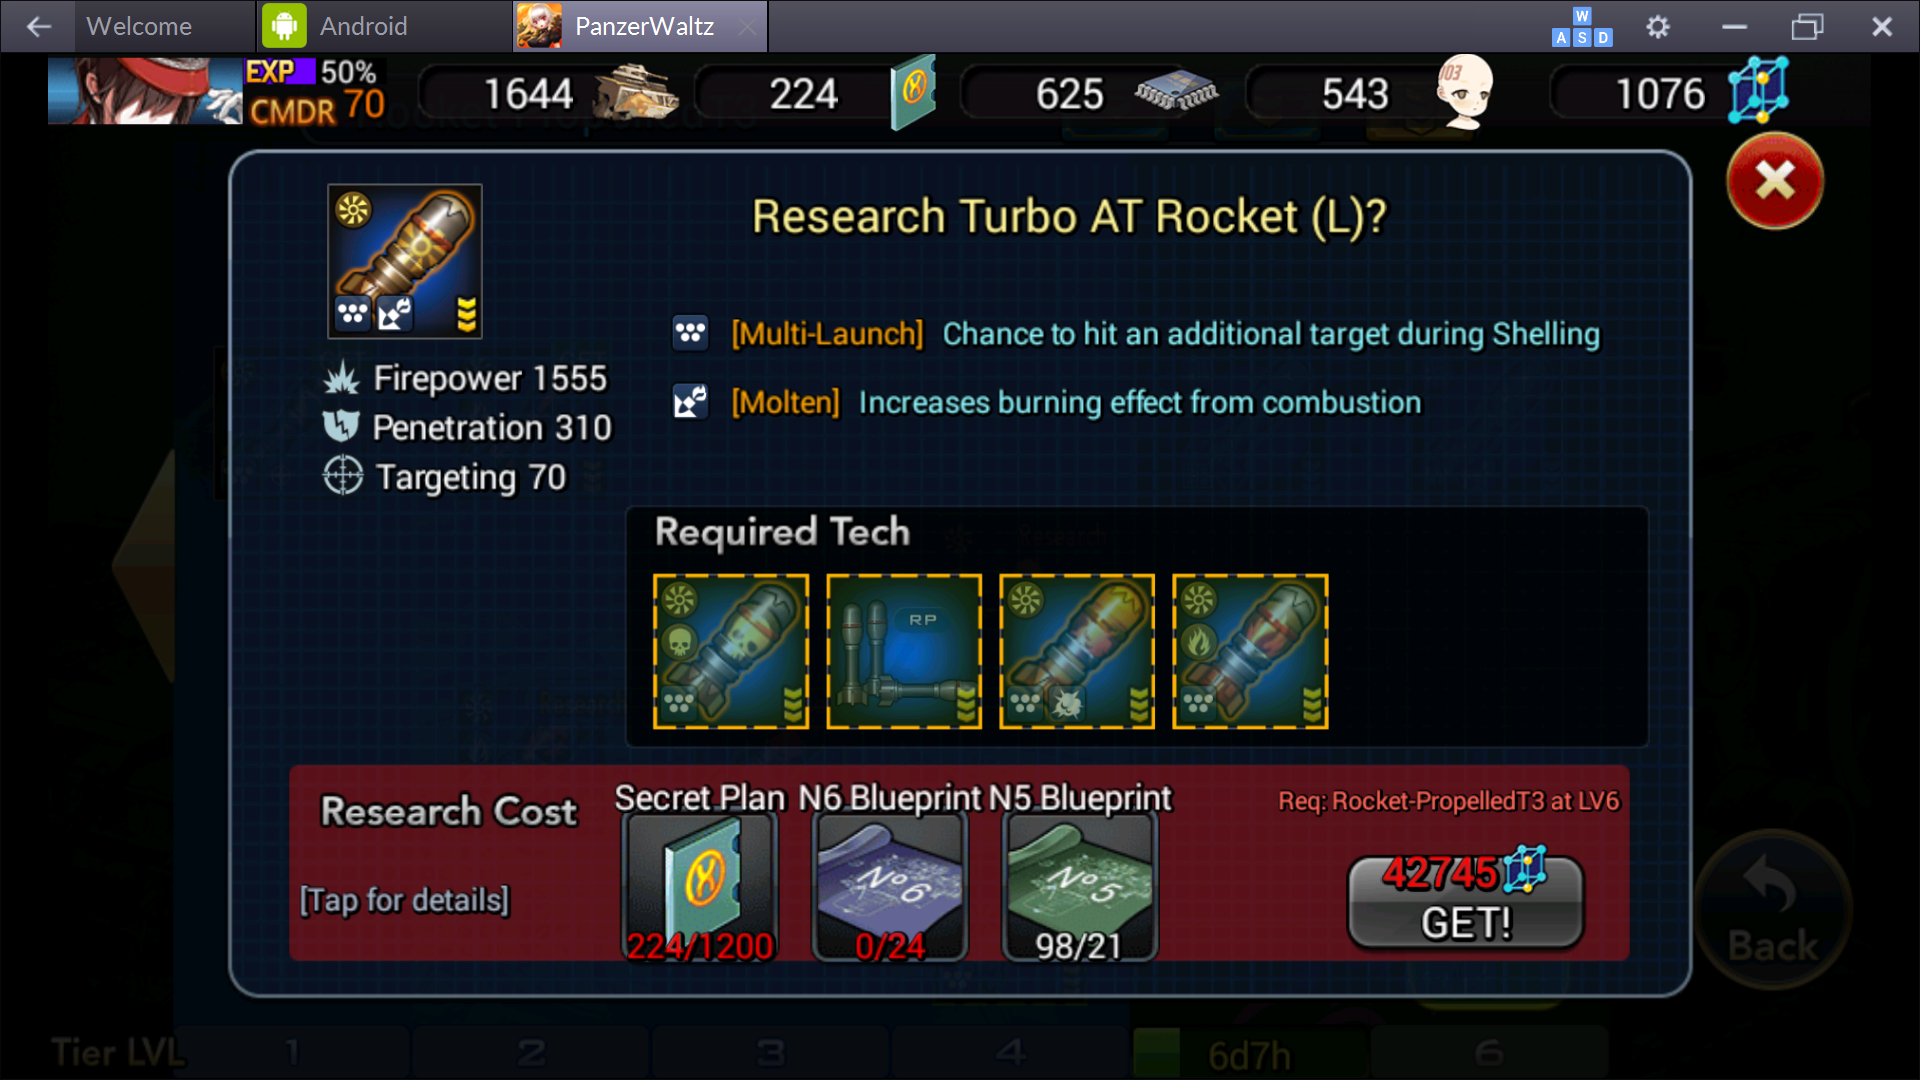 Welcome
Android
PanzerWaltz
W
A S D
EXP 50%
CMDR 70
1644
224
625
543
103
1076
Research Turbo AT Rocket (L)?
[Multi-Launch] Chance to hit an additional target during Shelling
[Molten] Increases burning effect from combustion
Firepower 1555
Penetration 310
Targeting 70
Required Tech
RP
Research Cost
[Tap for details]
Secret Plan
N6 Blueprint
N5 Blueprint
No6
No5
224/1200
0/24
98/21
Req: Rocket-PropelledT3 at LV6
42745
GET!
Back
Tier LVL
1
2
3
4
6d7h
6